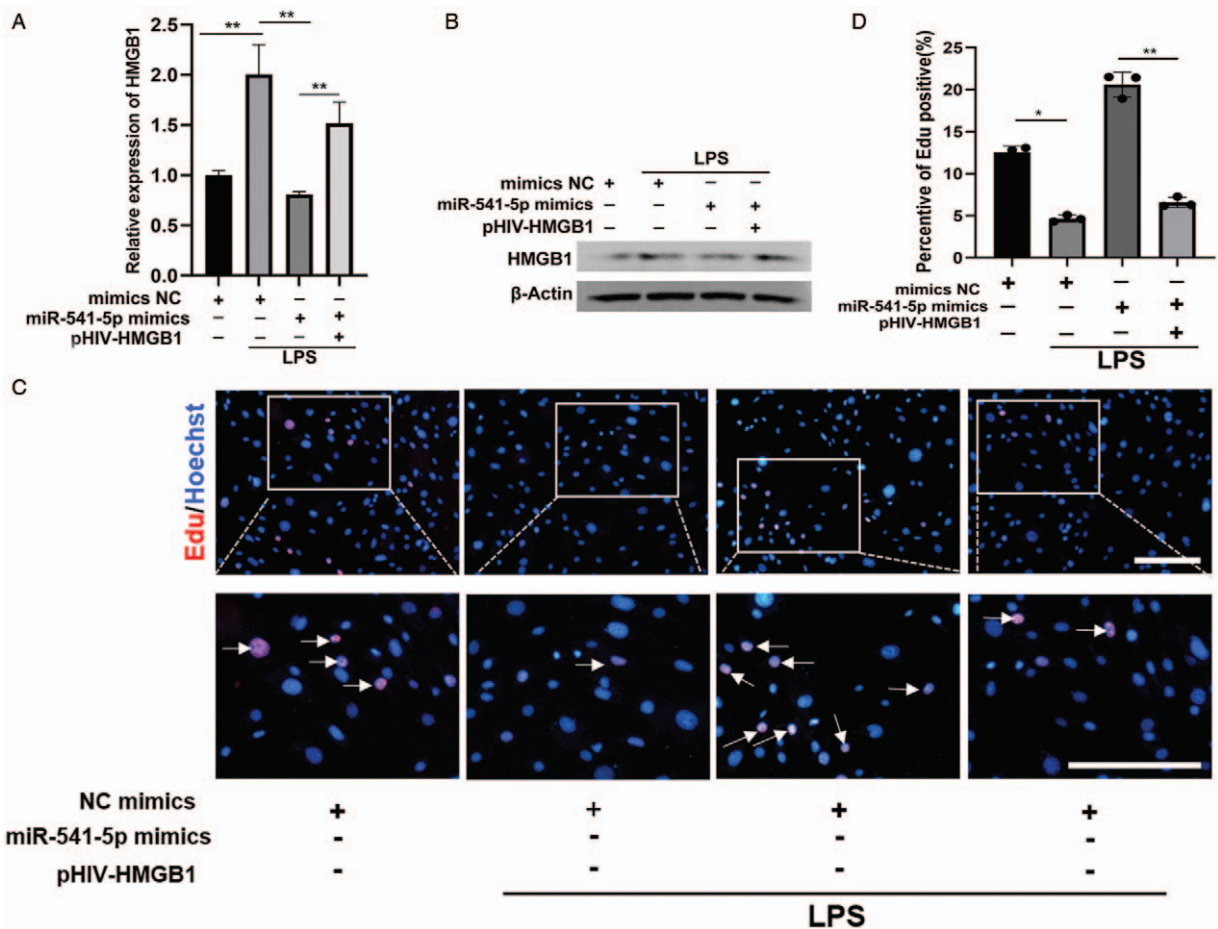 A
Relative expression of HMGB1
2.5
2.0
1.5
1.0
0.5
0.0
** **
**
mimics NC + + − −
miR-541-5p mimics − − + +
pHIV-HMGB1 − − − +
LPS
B
LPS
mimics NC + + − −
miR-541-5p mimics − − + +
pHIV-HMGB1 − − − +
HMGB1
β-Actin
D
Percentive of Edu positive(%)
25
20
15
10
5
0
* **
mimics NC + + − −
miR-541-5p mimics − − + +
pHIV-HMGB1 − − − +
LPS
C
Edu/Hoechst
NC mimics + + + +
miR-541-5p mimics - - - -
pHIV-HMGB1 - - - -
LPS